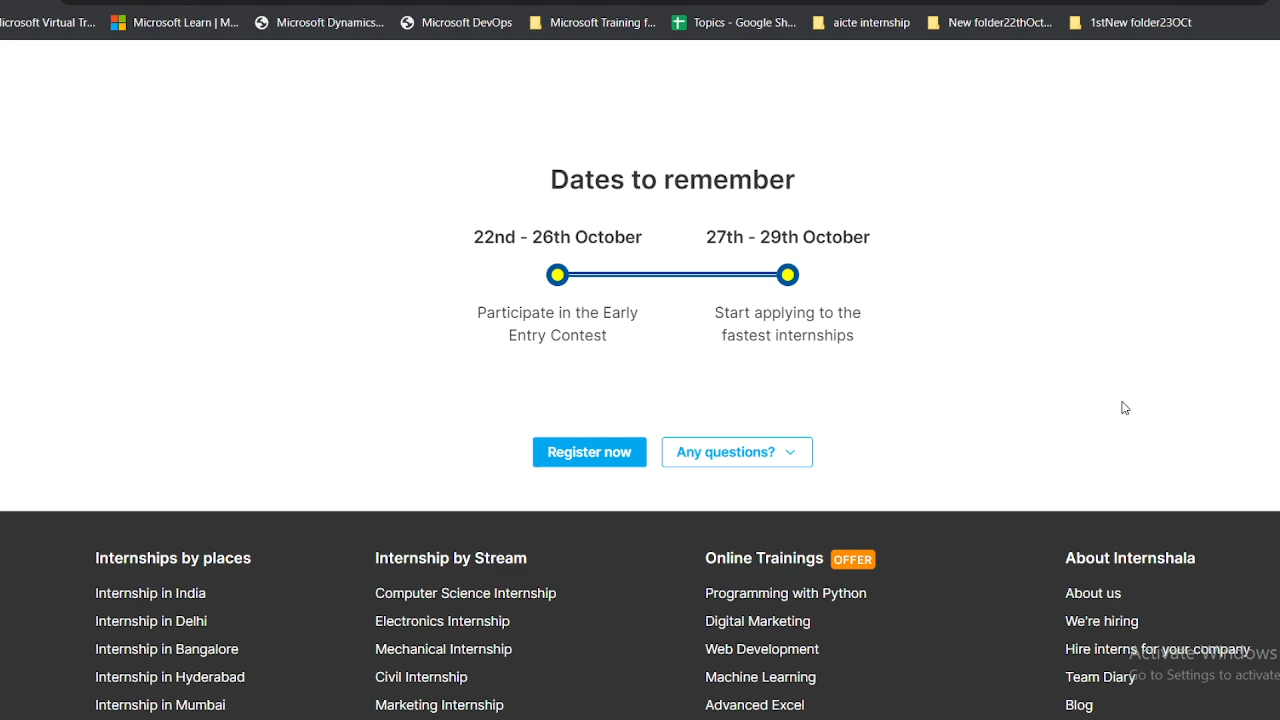 icrosoft Virtual Tr... Microsoft Learn | M... Microsoft Dynamics... Microsoft DevOps Microsoft Training f... Topics - Google Sh... aicte internship New folder22thOct... 1stNew folder23OCt
Dates to remember
22nd - 26th October 27th - 29th October
Participate in the Early Start applying to the
Entry Contest fastest internships
Register now Any questions?
Internships by places Internship by Stream Online Trainings OFFER About Internshala
Internship in India Computer Science Internship Programming with Python About us
Internship in Delhi Electronics Internship Digital Marketing We're hiring
Internship in Bangalore Mechanical Internship Web Development Hire interns for your company
Activate Windows
Internship in Hyderabad Civil Internship Machine Learning Team Diary
Go to Settings to activate
Internship in Mumbai Marketing Internship Advanced Excel Blog